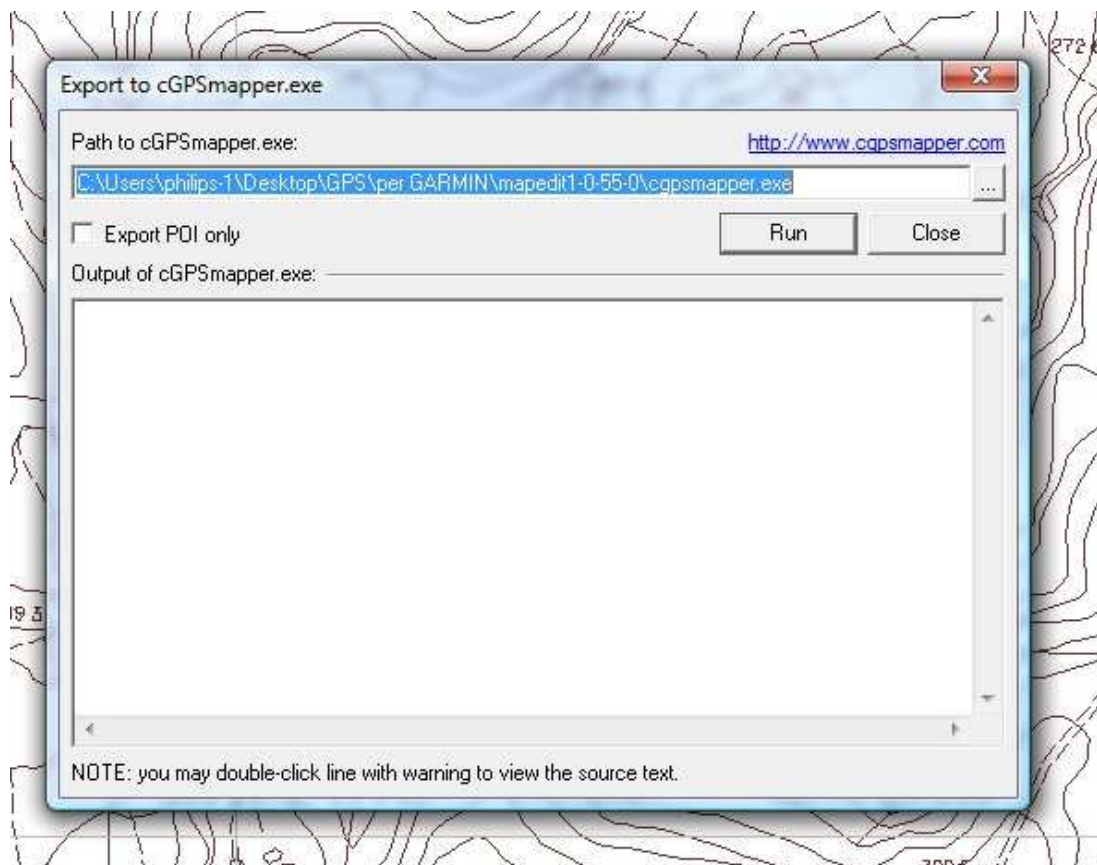 272
Export to cGPSmapper.exe
Path to cGPSmapper.exe:
http://www.cgpsmapper.com
C:\Users\philips-1\Desktop\GPS\per GARMIN\mapedit1-0-55-0\cgpsmapper.exe
...
Export POI only
Run
Close
Output of cGPSmapper.exe:
19 3
NOTE: you may double-click line with warning to view the source text.